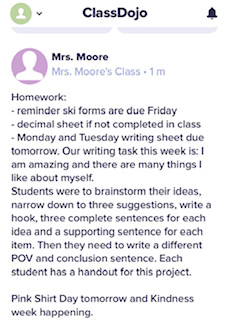 ClassDojo
Mrs. Moore
Mrs. Moore's Class • 1 m
Homework:
- reminder ski forms are due Friday
- decimal sheet if not completed in class
- Monday and Tuesday writing sheet due
tomorrow. Our writing task this week is: I
am amazing and there are many things I
like about myself.
Students were to brainstorm their ideas,
narrow down to three suggestions, write a
hook, three complete sentences for each
idea and a supporting sentence for each
item. Then they need to write a different
POV and conclusion sentence. Each
student has a handout for this project.
Pink Shirt Day tomorrow and Kindness
week happening.